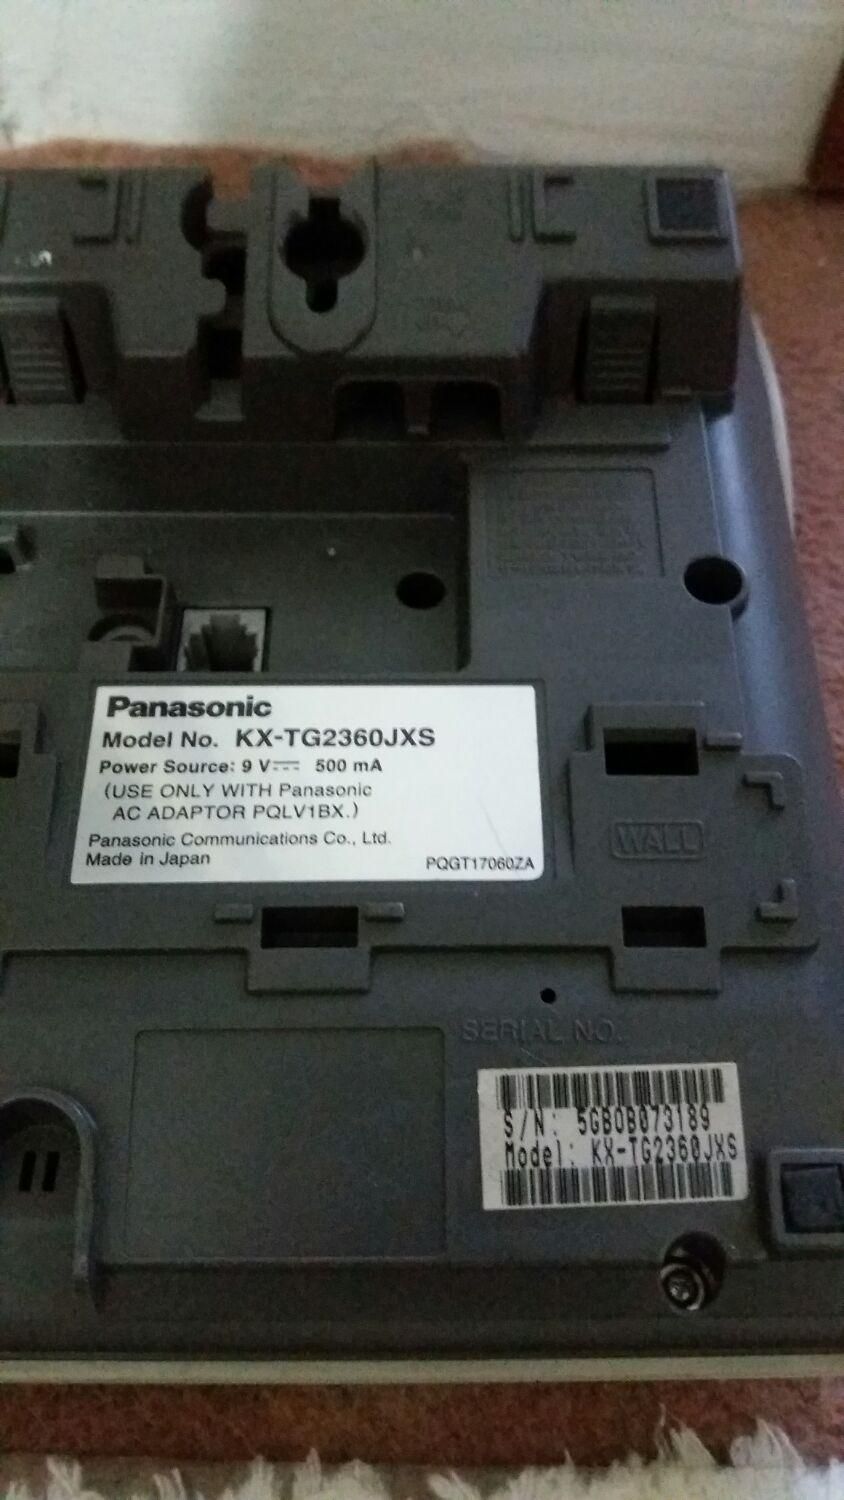 Panasonic
Model No. KX-TG2360JXS
Power Source: 9 V⎓ 500 mA
(USE ONLY WITH Panasonic
AC ADAPTOR PQLV1BX.)
Panasonic Communications Co., Ltd.
Made in Japan PQGT17060ZA
WALL
SERIAL NO.
S/N: 5GBOB073189
Model: KX-TG2360JXS